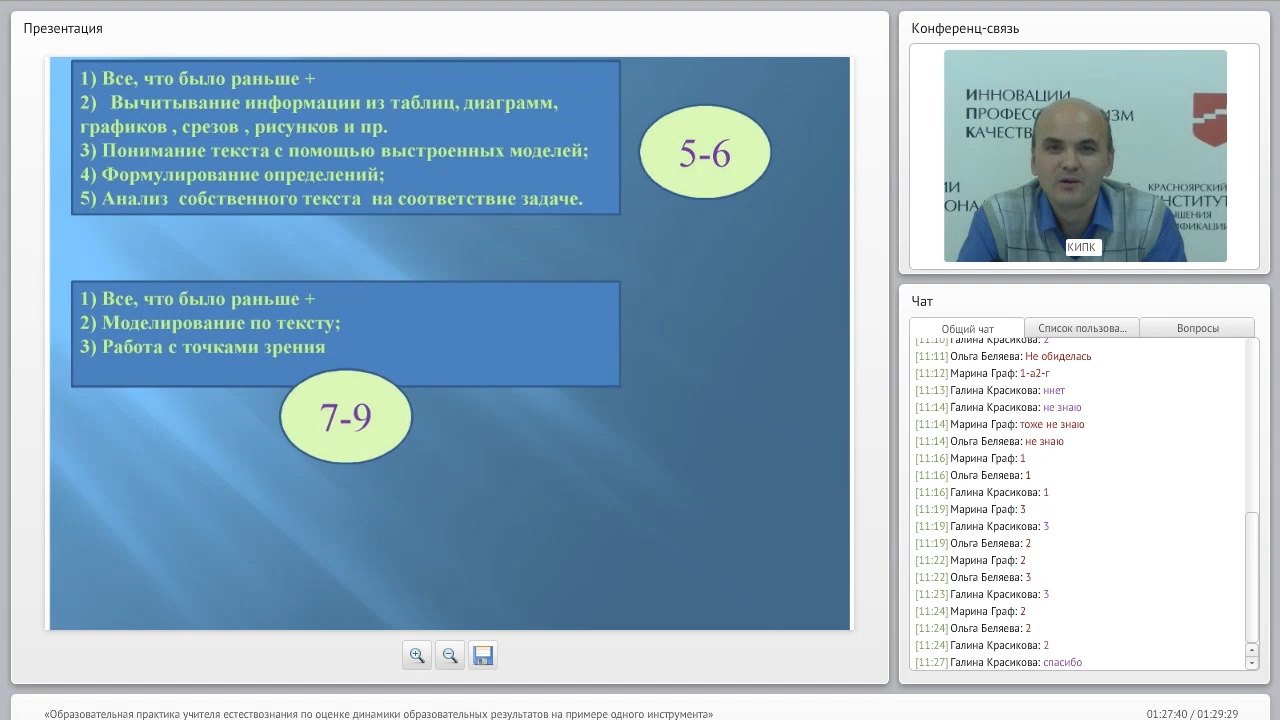 Презентация
1) Все, что было раньше +
2) Вычитывание информации из таблиц, диаграмм,
графиков , срезов , рисунков и пр.
3) Понимание текста с помощью выстроенных моделей;
4) Формулирование определений;
5) Анализ собственного текста на соответствие задаче.
5-6
1) Все, что было раньше +
2) Моделирование по тексту;
3) Работа с точками зрения
7-9
Конференц-связь
ИННОВАЦИИ
КАЧЕСТВ
КРАСНОЯРСКИЙ
КИПК
Чат
Общий чат
Список пользова...
Вопросы
[11:10] Галина Красикова: 2
[11:11] Ольга Беляева: Не обиделась
[11:12] Марина Граф: 1-а2-г
[11:13] Галина Красикова: ннет
[11:14] Галина Красикова: не знаю
[11:14] Марина Граф: тоже не знаю
[11:14] Ольга Беляева: не знаю
[11:16] Марина Граф: 1
[11:16] Ольга Беляева: 1
[11:16] Галина Красикова: 1
[11:19] Марина Граф: 3
[11:19] Галина Красикова: 3
[11:19] Ольга Беляева: 2
[11:22] Марина Граф: 2
[11:22] Ольга Беляева: 3
[11:23] Галина Красикова: 3
[11:24] Марина Граф: 2
[11:24] Ольга Беляева: 2
[11:24] Галина Красикова: 2
[11:27] Галина Красикова: спасибо
«Образовательная практика учителя естествознания по оценке динамики образовательных результатов на примере одного инструмента»
01:27:40 / 01:29:29